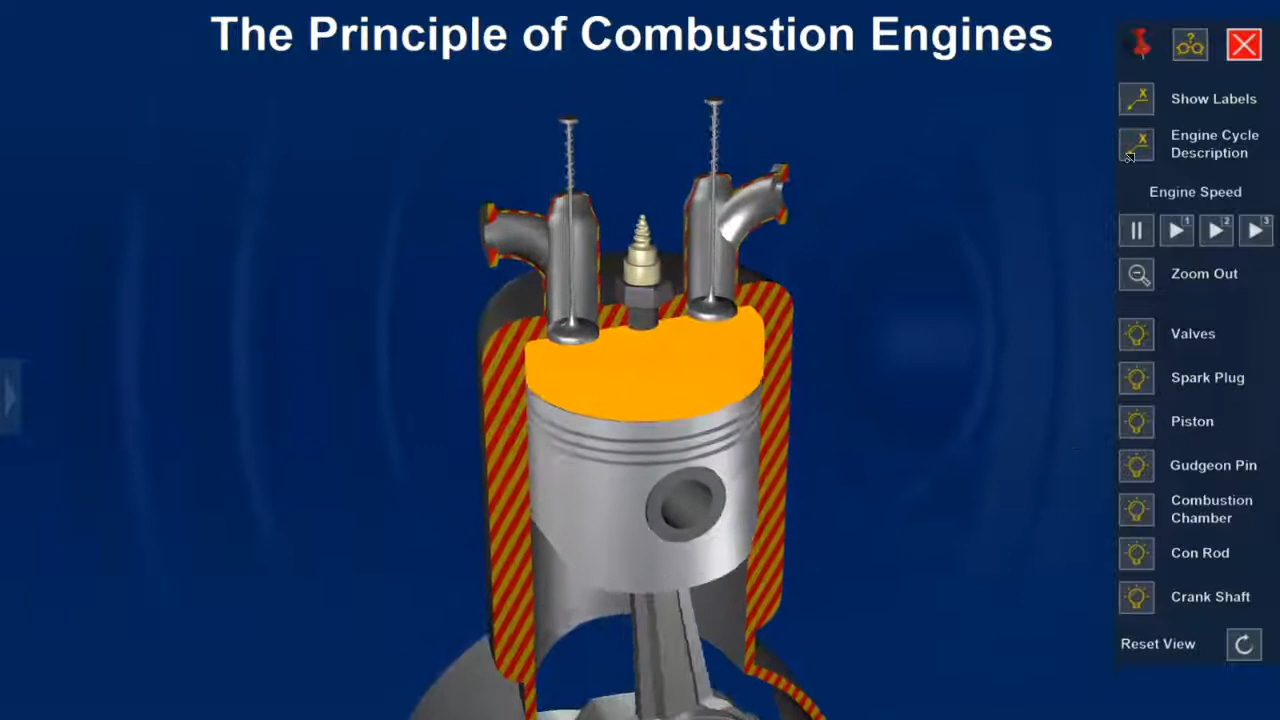 The Principle of Combustion Engines
?
X
Show Labels
X
Engine Cycle
Description
Engine Speed
1
2
3
Zoom Out
Valves
Spark Plug
Piston
Gudgeon Pin
Combustion
Chamber
Con Rod
Crank Shaft
Reset View